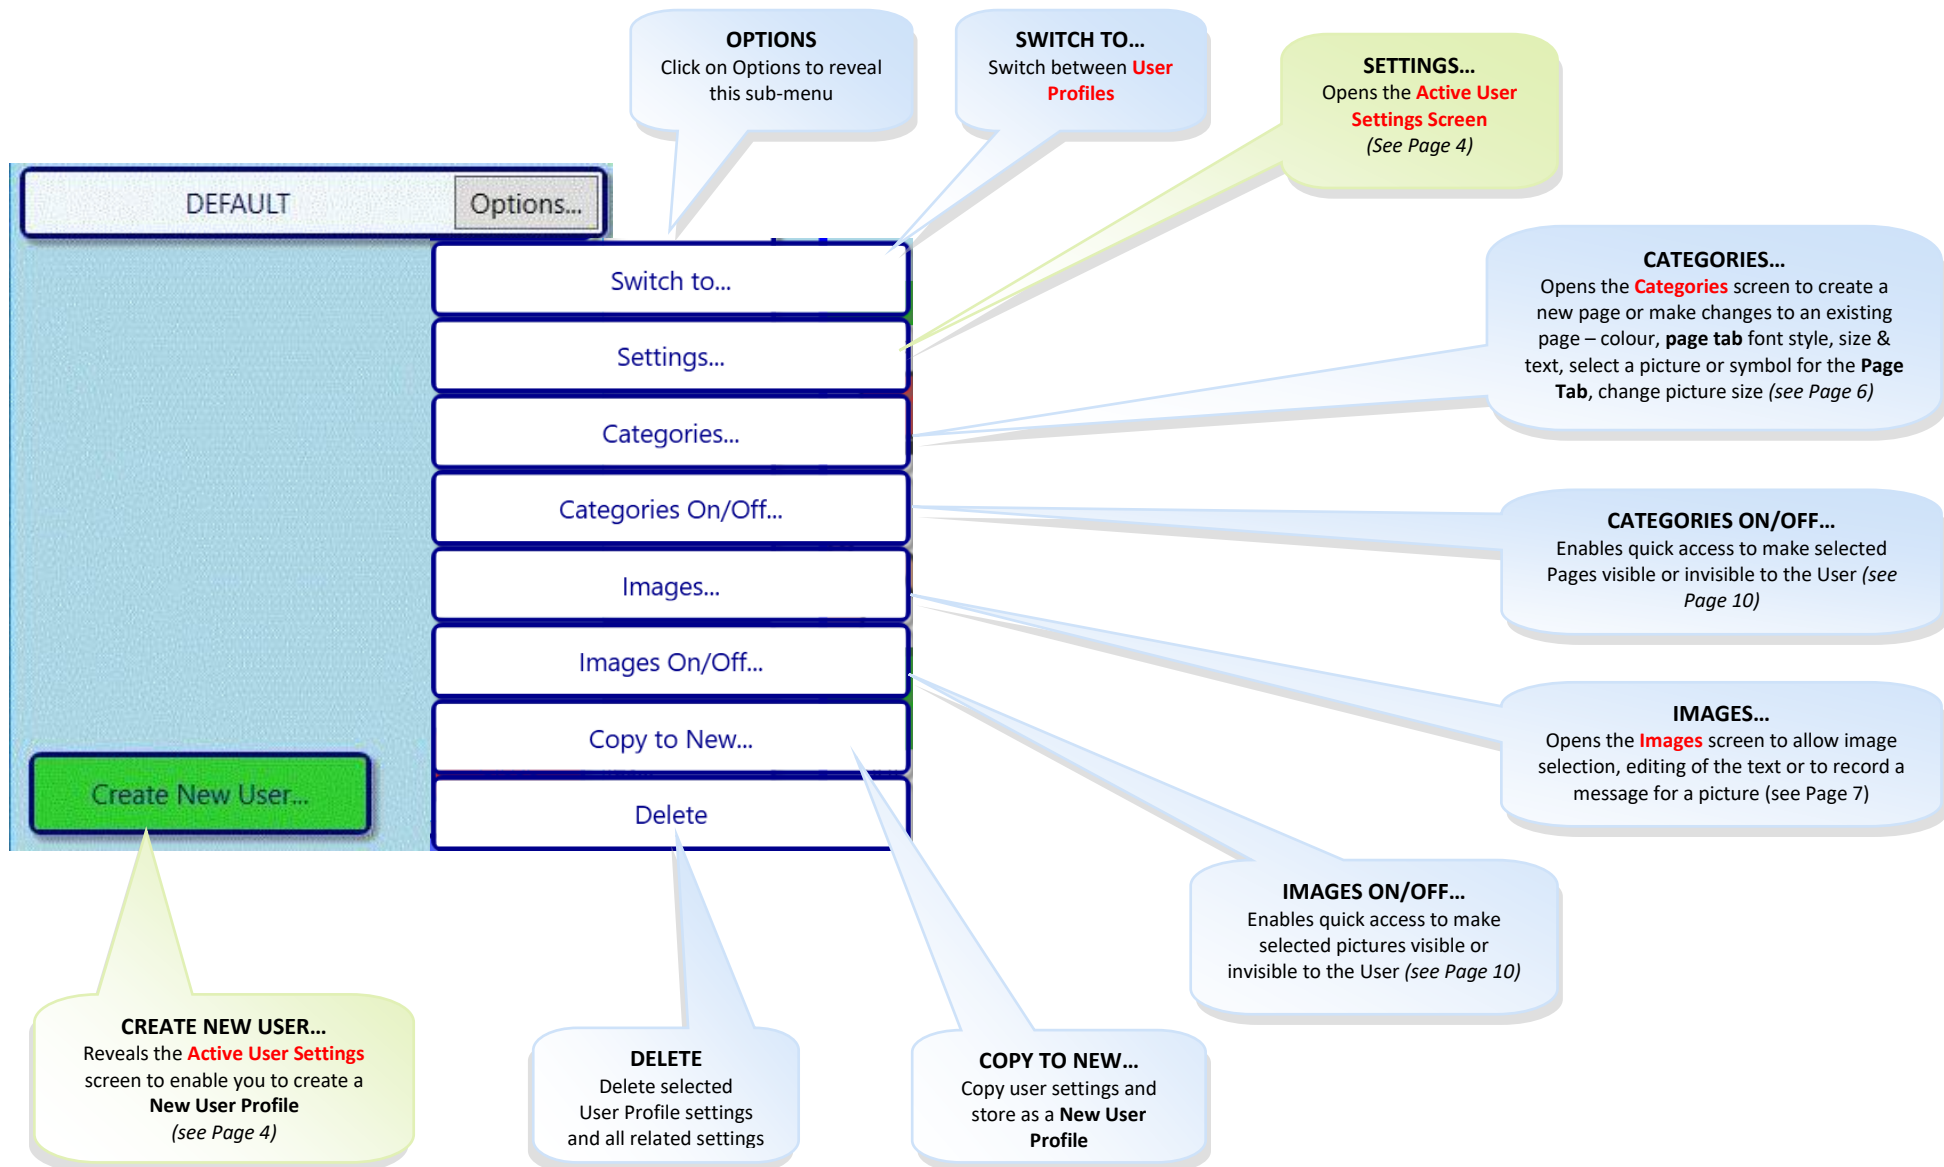 OPTIONS
Click on Options to reveal
this sub-menu
SWITCH TO...
Switch between User
Profiles
SETTINGS...
Opens the Active User
Settings Screen
(See Page 4)
DEFAULT
Options...
Switch to...
Settings...
Categories...
Categories On/Off...
Images...
Images On/Off...
Copy to New...
Delete
Create New User...
CATEGORIES...
Opens the Categories screen to create a
new page or make changes to an existing
page – colour, page tab font style, size &
text, select a picture or symbol for the Page
Tab, change picture size (see Page 6)
CATEGORIES ON/OFF...
Enables quick access to make selected
Pages visible or invisible to the User (see
Page 10)
IMAGES...
Opens the Images screen to allow image
selection, editing of the text or to record a
message for a picture (see Page 7)
IMAGES ON/OFF...
Enables quick access to make
selected pictures visible or
invisible to the User (see Page 10)
CREATE NEW USER...
Reveals the Active User Settings
screen to enable you to create a
New User Profile
(see Page 4)
DELETE
Delete selected
User Profile settings
and all related settings
COPY TO NEW...
Copy user settings and
store as a New User
Profile